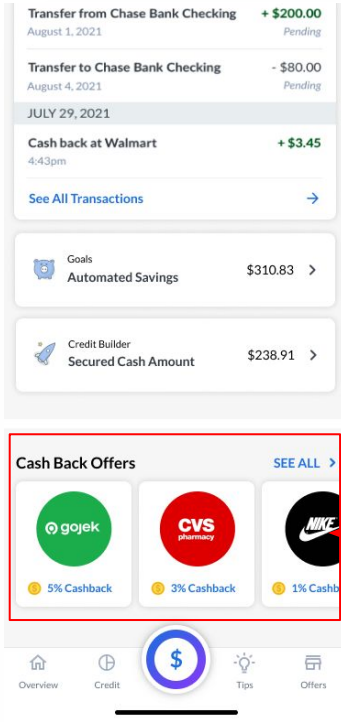 Transfer from Chase Bank Checking + $200.00
August 1, 2021 Pending
Transfer to Chase Bank Checking - $80.00
August 4, 2021 Pending
JULY 29, 2021
Cash back at Walmart + $3.45
4:43pm
See All Transactions
Goals
Automated Savings $310.83
Credit Builder
Secured Cash Amount $238.91
Cash Back Offers SEE ALL
gojek
CVS
pharmacy
NIKE
5% Cashback 3% Cashback 1% Cashb
$
Overview Credit Tips Offers